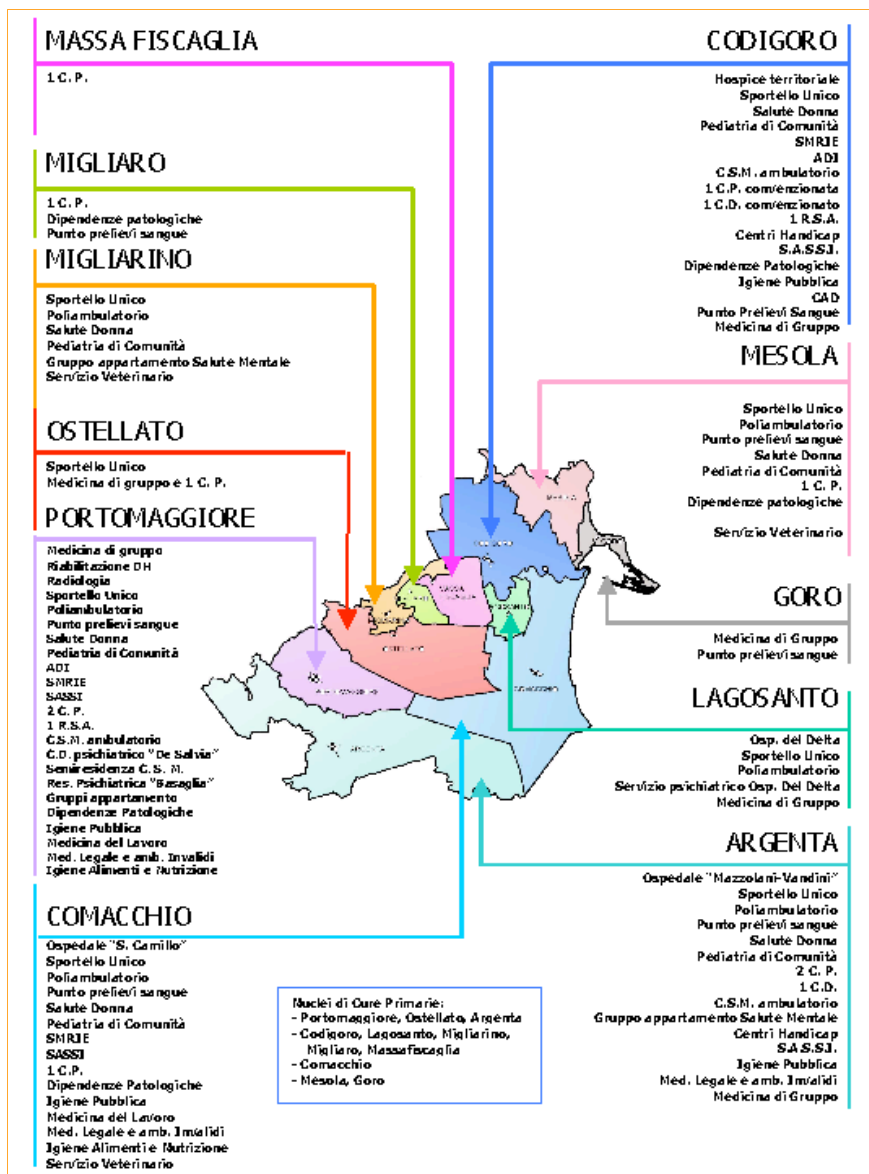 MASSA FISCAGLIA
1 C. P.
MIGLIARO
1 C. P.
Dipendenze patologiche
Punto prelievi sangue
MIGLIARINO
Sportello Unico
Poliambulatorio
Salute Donna
Pediatria di Comunità
Gruppo appartamento Salute Mentale
Servizio Veterinario
OSTELLATO
Sportello Unico
Medicina di gruppo e 1 C. P.
PORTOMAGGIORE
Medicina di gruppo
Riabilitazione DH
Radiologia
Sportello Unico
Poliambulatorio
Punto prelievi sangue
Salute Donna
Pediatria di Comunità
ADI
SMRIE
SASSI
2 C. P.
1 R.S.A.
C.S.M. ambulatorio
C.D. psichiatrico "De Salvia"
Semiresidenza C. S. M.
Res. Psichiatrica "Basaglia"
Gruppi appartamento
Dipendenze Patologiche
Igiene Pubblica
Medicina del Lavoro
Med. Legale e amb. Invalidi
Igiene Alimenti e Nutrizione
COMACCHIO
Ospedale "S. Camillo"
Sportello Unico
Poliambulatorio
Punto prelievi sangue
Salute Donna
Pediatria di Comunità
SMRIE
SASSI
1 C.P.
Dipendenze Patologiche
Igiene Pubblica
Medicina del Lavoro
Med. Legale e amb. Invalidi
Igiene Alimenti e Nutrizione
Servizio Veterinario
CODIGORO
Hospice territoriale
Sportello Unico
Salute Donna
Pediatria di Comunità
SMRIE
ADI
C.S.M. ambulatorio
1 C.P. convenzionata
1 C.D. convenzionato
1 R.S.A.
Centri Handicap
S.A.S.S.I.
Dipendenze Patologiche
Igiene Pubblica
CAD
Punto Prelievi Sangue
Medicina di Gruppo
MESOLA
Sportello Unico
Poliambulatorio
Punto prelievi sangue
Salute Donna
Pediatria di Comunità
1 C.P.
Dipendenze patologiche
Servizio Veterinario
GORO
Medicina di Gruppo
Punto prelievi sangue
LAGOSANTO
Osp. del Delta
Sportello Unico
Poliambulatorio
Servizio psichiatrico Osp. Del Delta
Medicina di Gruppo
ARGENTA
Ospedale "Mazzolani-Vandini"
Sportello Unico
Poliambulatorio
Punto prelievi sangue
Salute Donna
Pediatria di Comunità
2 C. P.
1 C.D.
C.S.M. ambulatorio
Gruppo appartamento Salute Mentale
Centri Handicap
S.A.S.S.I.
Igiene Pubblica
Med. Legale e amb. Invalidi
Medicina di Gruppo
Nuclei di Cure Primarie:
- Portomaggiore, Ostellato, Argenta
- Codigoro, Lagosanto, Migliarino,
Migliaro, Massafiscaglia
- Comacchio
- Mesola, Goro